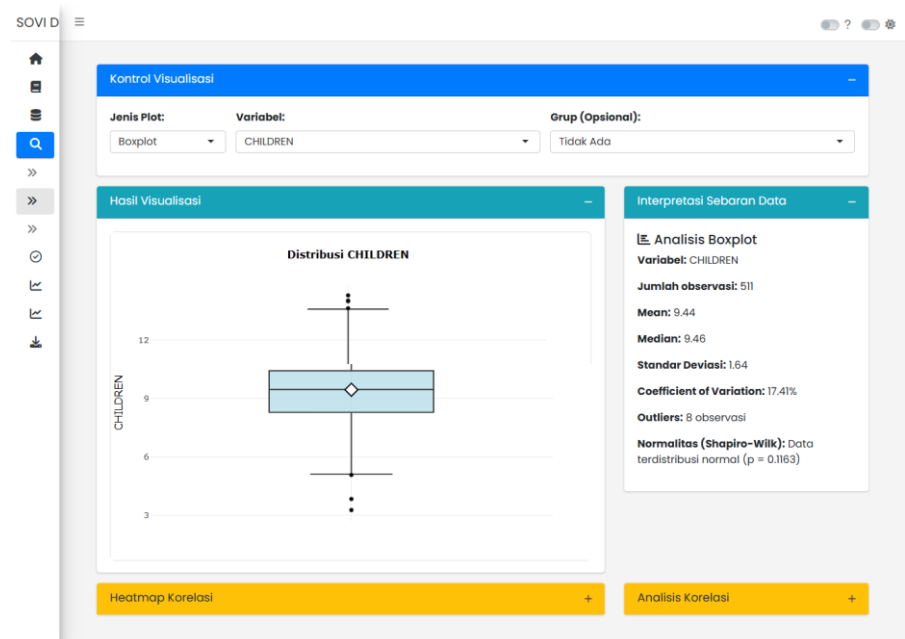 SOVI D
?
Kontrol Visualisasi
Jenis Plot:
Variabel:
Grup (Opsional):
Boxplot
CHILDREN
Tidak Ada
Hasil Visualisasi
Distribusi CHILDREN
12
9
6
3
CHILDREN
Interpretasi Sebaran Data
Analisis Boxplot
Variabel: CHILDREN
Jumlah observasi: 511
Mean: 9.44
Median: 9.46
Standar Deviasi: 1.64
Coefficient of Variation: 17.41%
Outliers: 8 observasi
Normalitas (Shapiro-Wilk): Data
terdistribusi normal (p = 0.1163)
Heatmap Korelasi
Analisis Korelasi